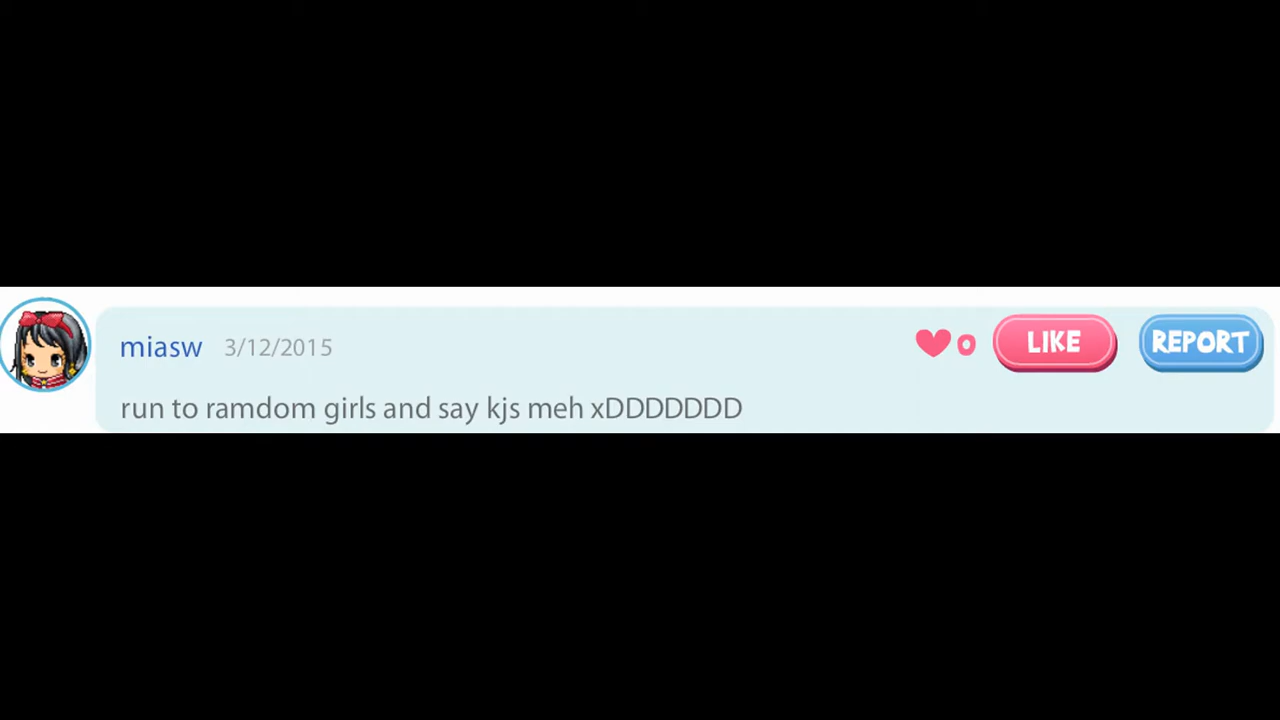 miasw 3/12/2015 0 LIKE REPORT
run to ramdom girls and say kjs meh xDDDDDDD